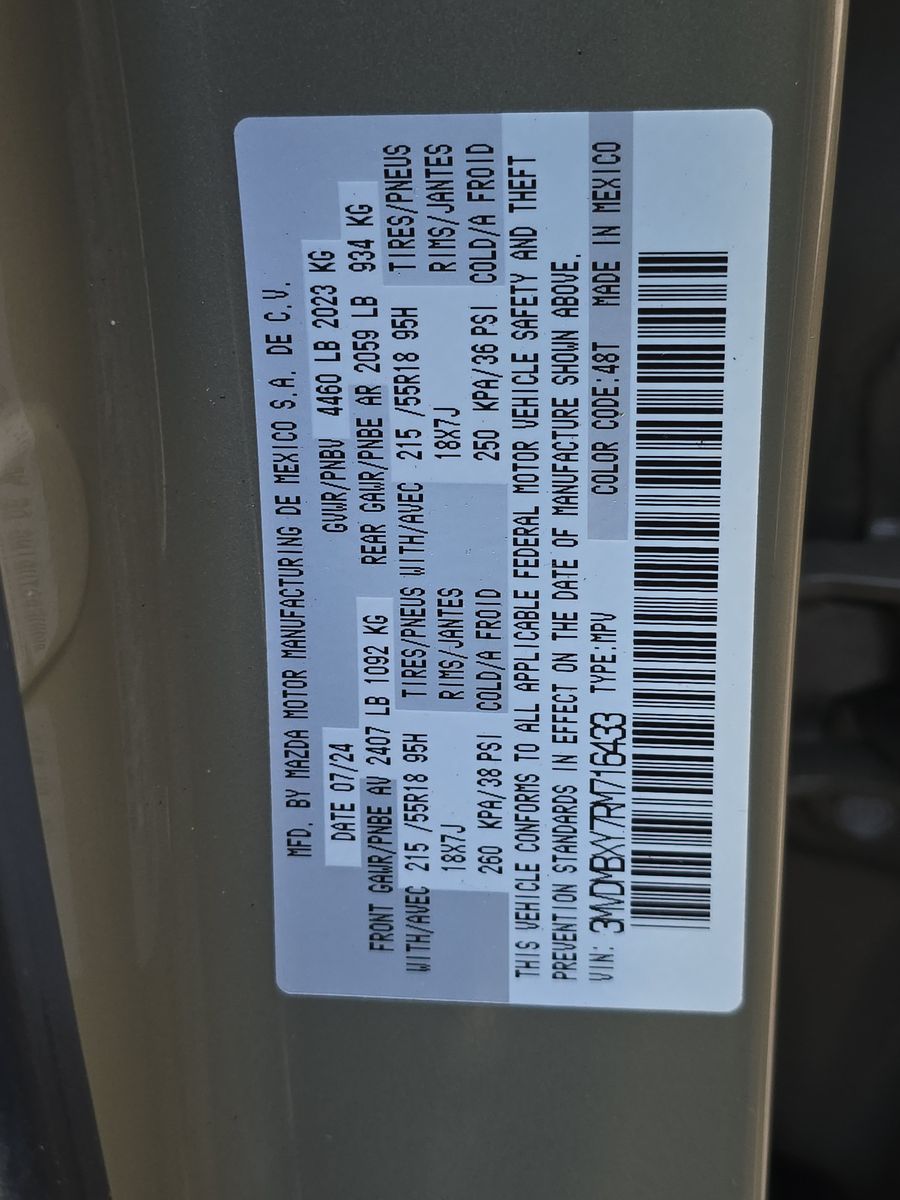 MFD. BY MAZDA MOTOR MANUFACTURING DE MEXICO S.A. DE C.V.
DATE 07/24 GVWR/PNBV 4460 LB 2023 KG
FRONT GAWR/PNBE AV 2407 LB 1092 KG REAR GAWR/PNBE AR 2059 LB 934 KG
WITH/AVEC 215 /55R18 95H TIRES/PNEUS WITH/AVEC 215 /55R18 95H TIRES/PNEUS
18X7J RIMS/JANTES 18X7J RIMS/JANTES
260 KPA/38 PSI COLD/A FROID 250 KPA/36 PSI COLD/A FROID
THIS VEHICLE CONFORMS TO ALL APPLICABLE FEDERAL MOTOR VEHICLE SAFETY AND THEFT
PREVENTION STANDARDS IN EFFECT ON THE DATE OF MANUFACTURE SHOWN ABOVE.
VIN: 3MVDMBXY7RM716433 TYPE:MPV COLOR CODE:48T MADE IN MEXICO